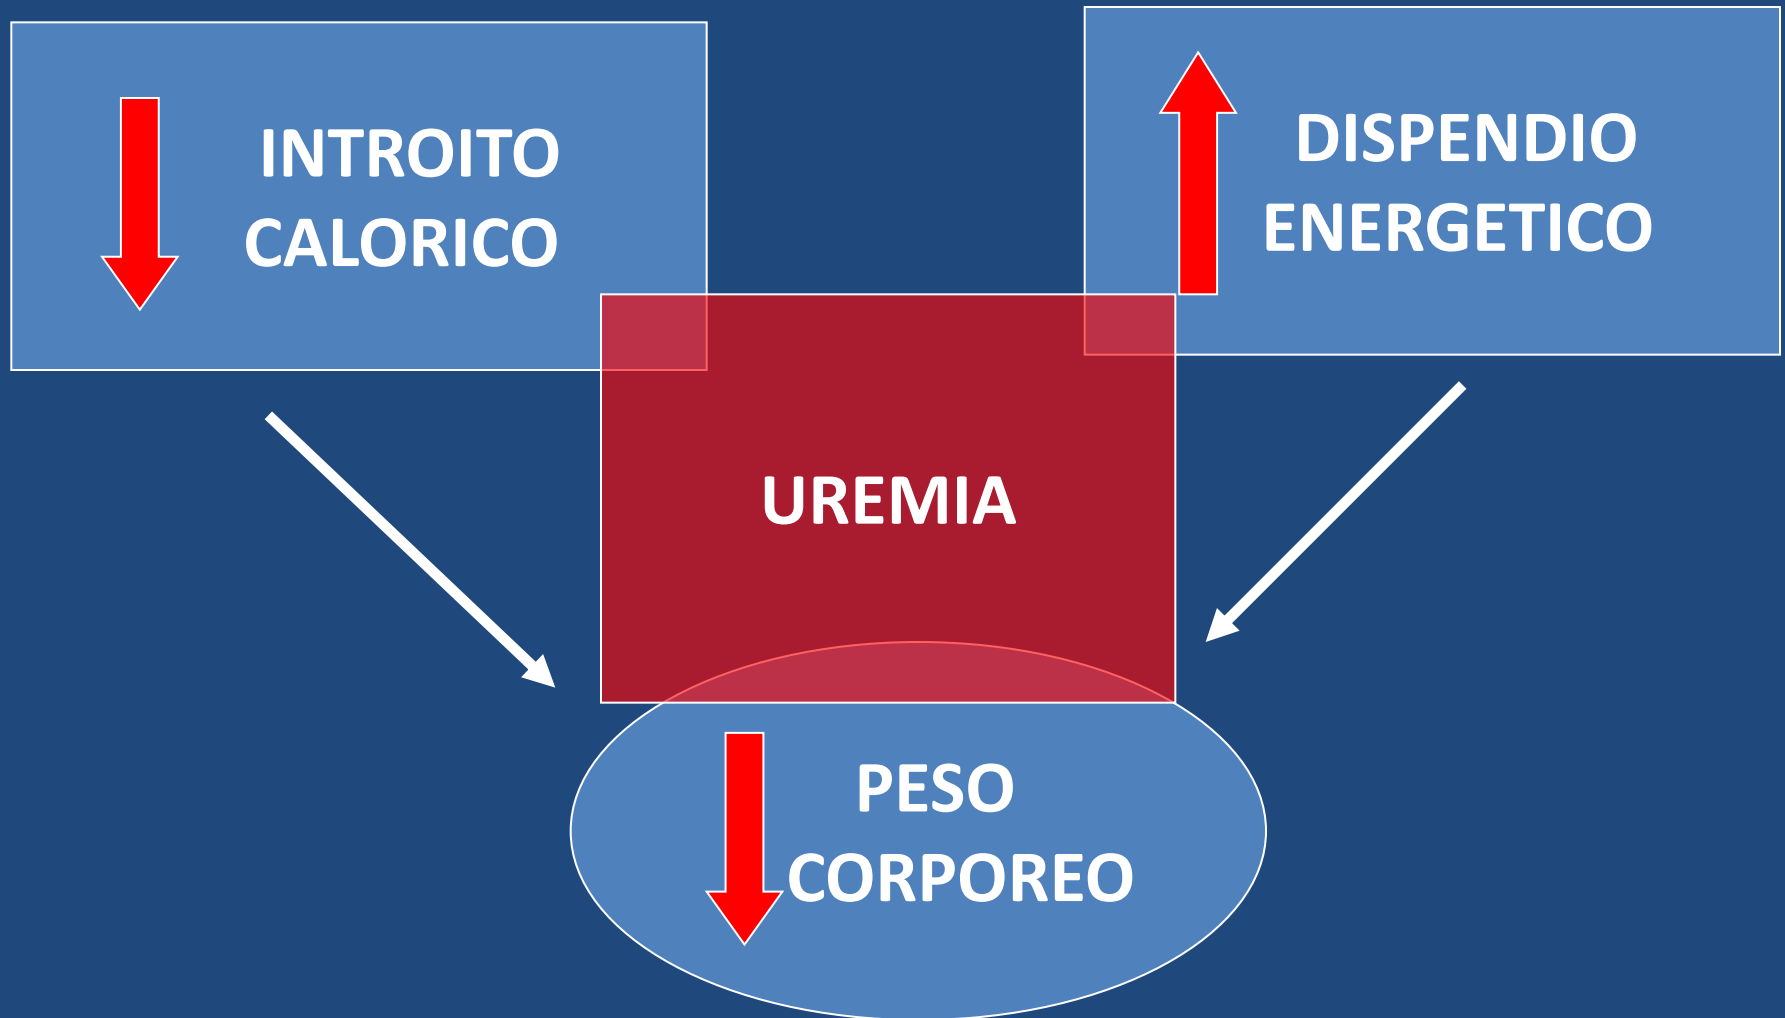 INTROITO
CALORICO
DISPENDIO
ENERGETICO
UREMIA
PESO
CORPOREO